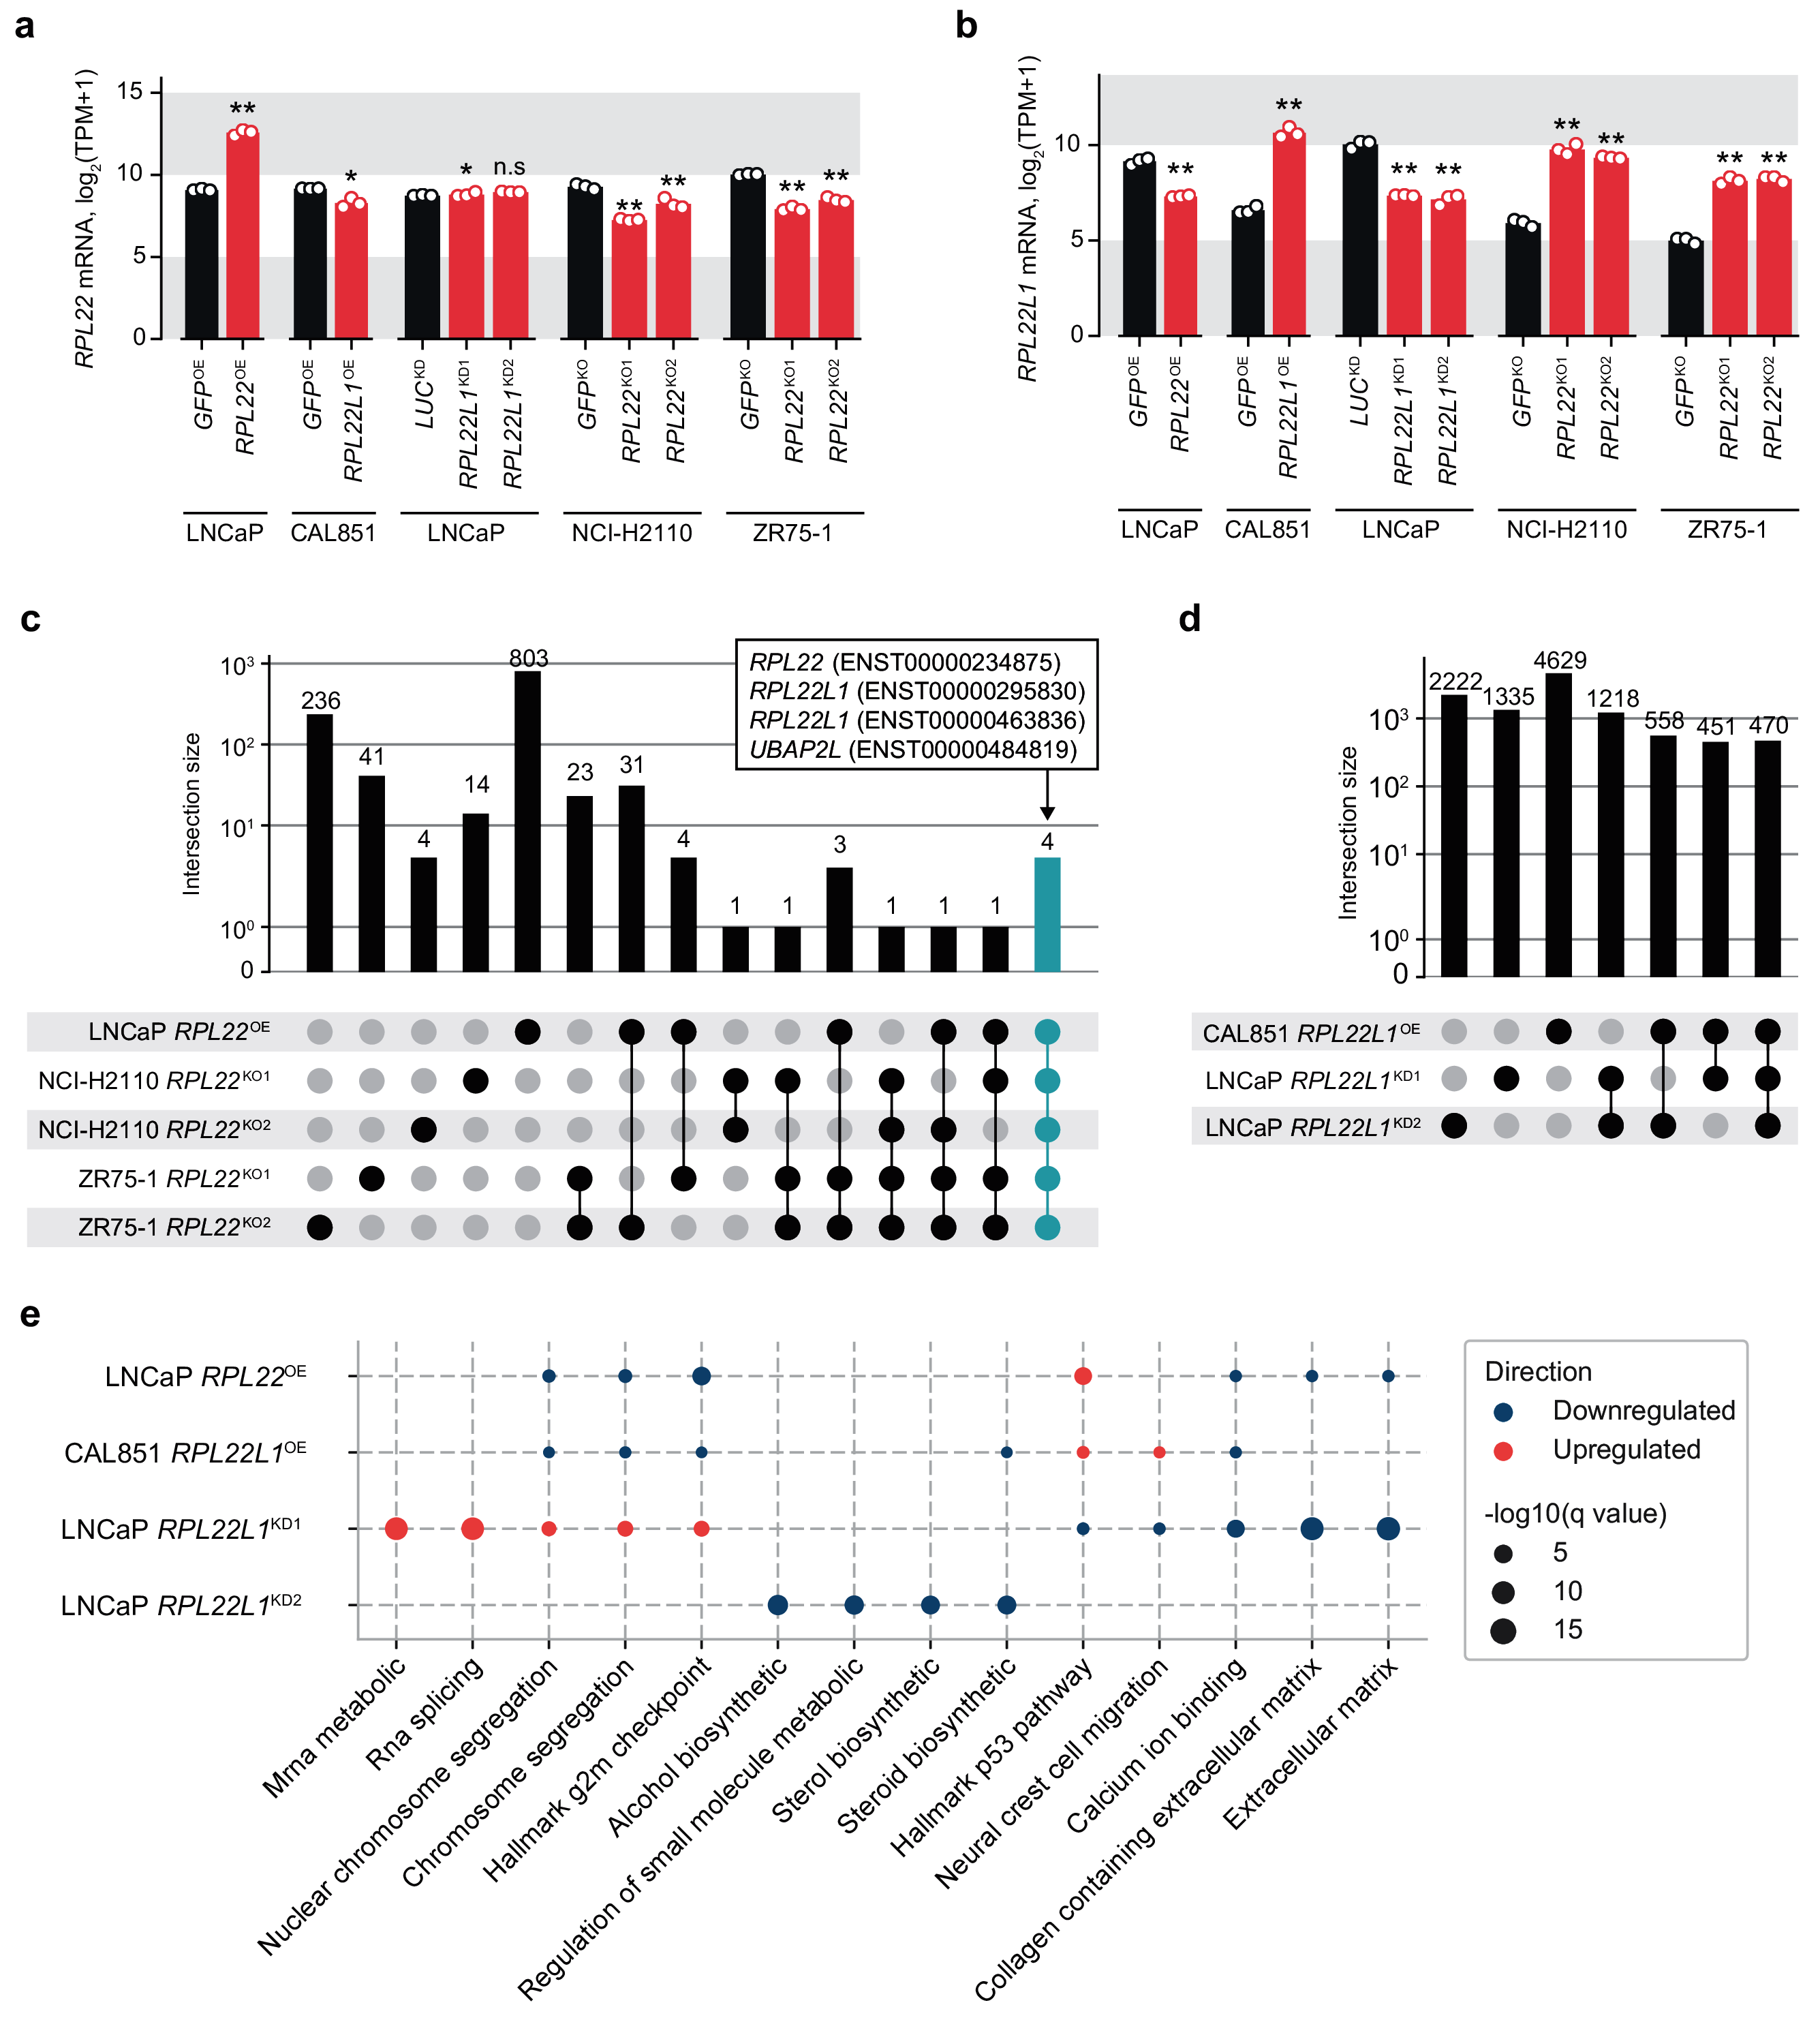 a
RPL22 mRNA, log2(TPM+1)
15
10
5
0
** * * n.s ** ** ** **
GFP^OE
RPL22^OE
GFP^OE
RPL22L1^OE
LUC^KD
RPL22L1^KD1
RPL22L1^KD2
GFP^KO
RPL22^KO1
RPL22^KO2
GFP^KO
RPL22^KO1
RPL22^KO2
LNCaP CAL851 LNCaP NCI-H2110 ZR75-1
b
RPL22L1 mRNA, log2(TPM+1)
10
5
0
** ** ** ** ** ** ** **
GFP^OE
RPL22^OE
GFP^OE
RPL22L1^OE
LUC^KD
RPL22L1^KD1
RPL22L1^KD2
GFP^KO
RPL22^KO1
RPL22^KO2
GFP^KO
RPL22^KO1
RPL22^KO2
LNCaP CAL851 LNCaP NCI-H2110 ZR75-1
c
Intersection size
10^3
10^2
10^1
10^0
0
236 41 4 14 803 23 31 4 1 1 3 1 1 1 4
RPL22 (ENST00000234875)
RPL22L1 (ENST00000295830)
RPL22L1 (ENST00000463836)
UBAP2L (ENST00000484819)
LNCaP RPL22^OE
NCI-H2110 RPL22^KO1
NCI-H2110 RPL22^KO2
ZR75-1 RPL22^KO1
ZR75-1 RPL22^KO2
d
Intersection size
10^3
10^2
10^1
10^0
0
2222 1335 4629 1218 558 451 470
CAL851 RPL22L1^OE
LNCaP RPL22L1^KD1
LNCaP RPL22L1^KD2
e
LNCaP RPL22^OE
CAL851 RPL22L1^OE
LNCaP RPL22L1^KD1
LNCaP RPL22L1^KD2
Mrna metabolic
Rna splicing
Nuclear chromosome segregation
Chromosome segregation
Hallmark g2m checkpoint
Alcohol biosynthetic
Regulation of small molecule metabolic
Sterol biosynthetic
Steroid biosynthetic
Hallmark p53 pathway
Neural crest cell migration
Calcium ion binding
Collagen containing extracellular matrix
Extracellular matrix
Direction
Downregulated
Upregulated
-log10(q value)
5
10
15